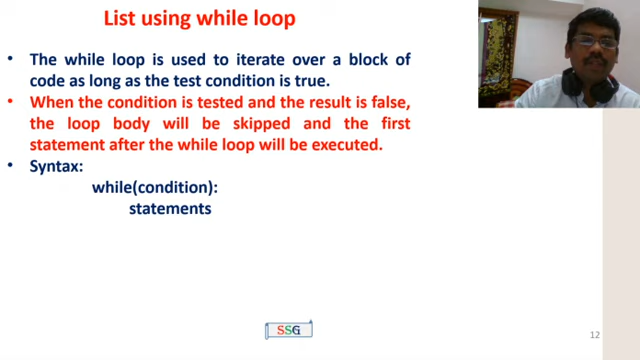 List using while loop
• The while loop is used to iterate over a block of
code as long as the test condition is true.
• When the condition is tested and the result is false,
the loop body will be skipped and the first
statement after the while loop will be executed.
• Syntax:
while(condition):
statements
SSG
12